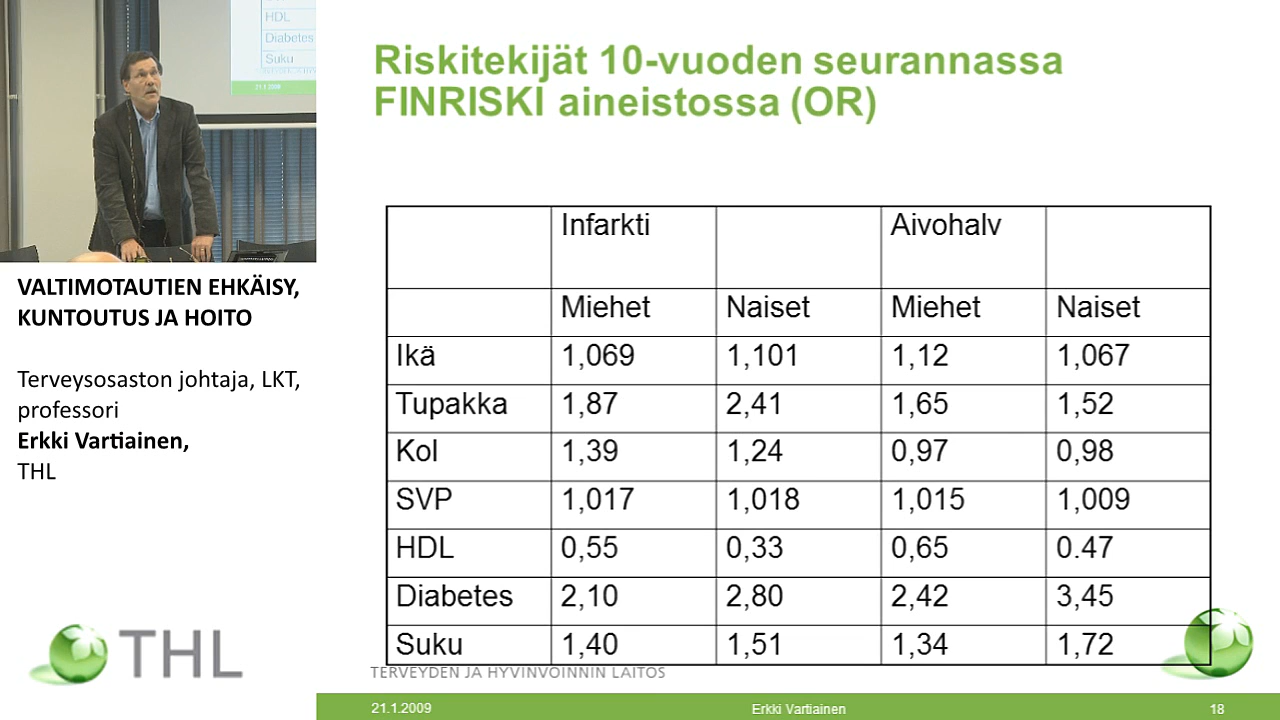 HDL
Diabetes
Suku
21.1.2009
VALTIMOTAUTIEN EHKÄISY,
KUNTOUTUS JA HOITO
Terveysosaston johtaja, LKT,
professori
Erkki Vartiainen,
THL
THL
Riskitekijät 10-vuoden seurannassa
FINRISKI aineistossa (OR)
Infarkti Aivohalv
Miehet Naiset Miehet Naiset
Ikä 1,069 1,101 1,12 1,067
Tupakka 1,87 2,41 1,65 1,52
Kol 1,39 1,24 0,97 0,98
SVP 1,017 1,018 1,015 1,009
HDL 0,55 0,33 0,65 0.47
Diabetes 2,10 2,80 2,42 3,45
Suku 1,40 1,51 1,34 1,72
TERVEYDEN JA HYVINVOINNIN LAITOS
21.1.2009 Erkki Vartiainen 18